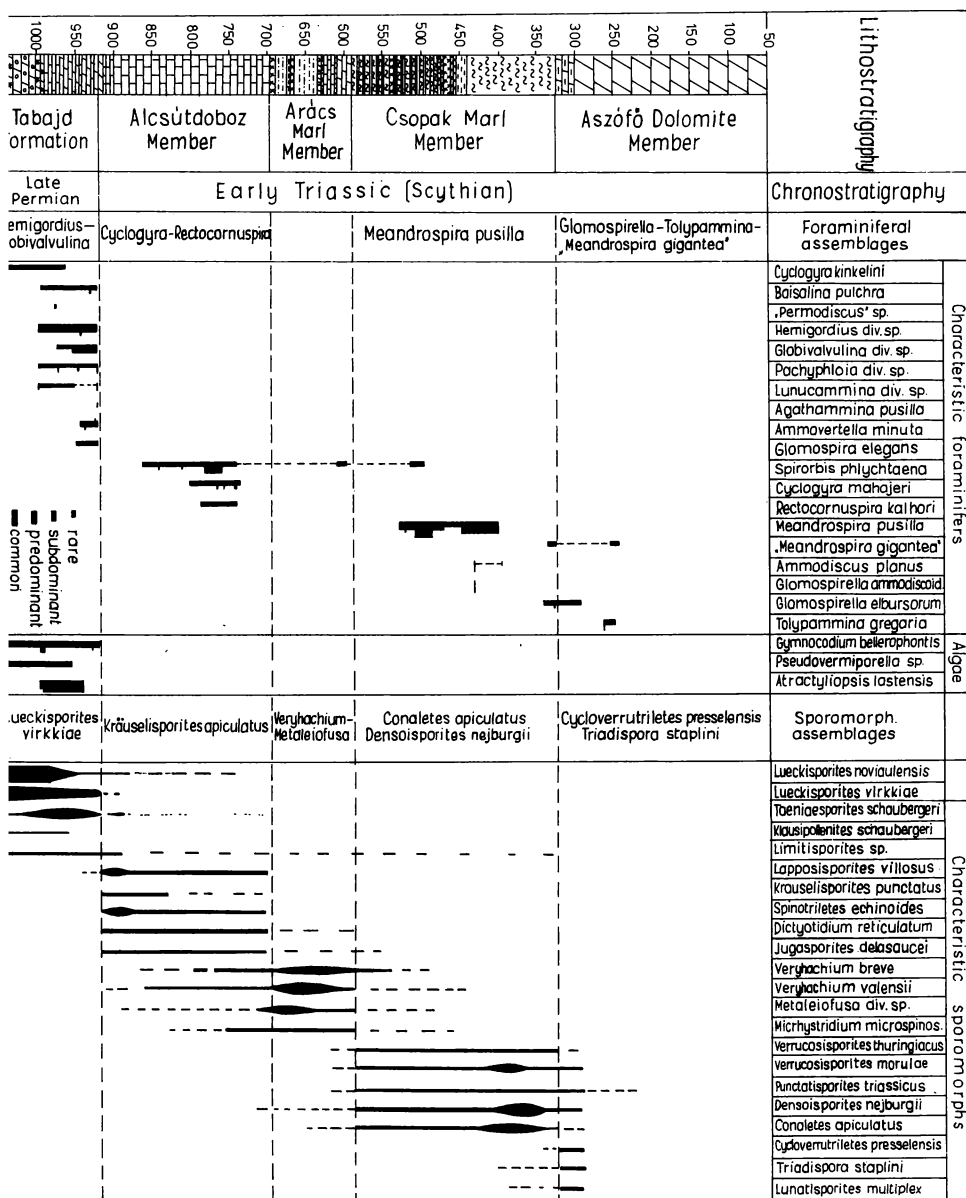 1000 950 900 850 800 750 700 650 600 550 500 450 400 350 300 250 200 150 100 50
Lithostratigraphy
Tabajd
ormation
Alcsútdoboz
Member
Arács
Marl
Member
Csopak Marl
Member
Aszófő Dolomite
Member
Late
Permian
Early Triassic (Scythian)
Chronostratigraphy
emigordius—
obivalvulina
Cyclogyra-Rectocornuspira
Meandrospira pusilla
Glomospirella-Tolypammina-
„Meandrospira gigantea"
Foraminiferal
assemblages
Characteristic foraminifers
Cyclogyra kinkelini
Baisalina pulchra
„Permodiscus" sp.
Hemigordius div. sp.
Globivalvulina div. sp.
Pachyphloia div. sp.
Lunucammina div. sp.
Agathammina pusilla
Ammovertella minuta
Glomospira elegans
Spirorbis phlychtaena
Cyclogyra mahajeri
Rectocornuspira kalhori
Meandrospira pusilla
„Meandrospira gigantea"
Ammodiscus planus
Glomospirella ammodiscoid.
Glomospirella elbursorum
Tolypammina gregaria
rare
subdominant
predominant
common
Algae
Gymnocodium bellerophontis
Pseudovermiporella sp.
Atractyliopsis lastensis
ueckisporites
virkkiae
Kräuselisporites apiculatus
Veryhachium-
Metaleiofusa
Conaletes apiculatus
Densoisporites nejburgii
Cycloverrutriletes presselensis
Triadispora staplini
Sporomorph.
assemblages
Characteristic sporomorphs
Lueckisporites noviaulensis
Lueckisporites virkkiae
Taeniaesporites schaubergeri
Klausipollenites schaubergeri
Limitisporites sp.
Lapposisporites villosus
Krauselisporites punctatus
Spinotriletes echinoides
Dictyotidium reticulatum
Jugasporites delasaucei
Veryhachium breve
Veryhachium valensii
Metaleiofusa div. sp.
Micrhystridium microspinos.
Verrucosisporites thuringiacus
Verrucosisporites morulae
Punctatisporites triassicus
Densoisporites nejburgii
Conaletes apiculatus
Cycloverrutriletes presselensis
Triadispora staplini
Lunatisporites multiplex